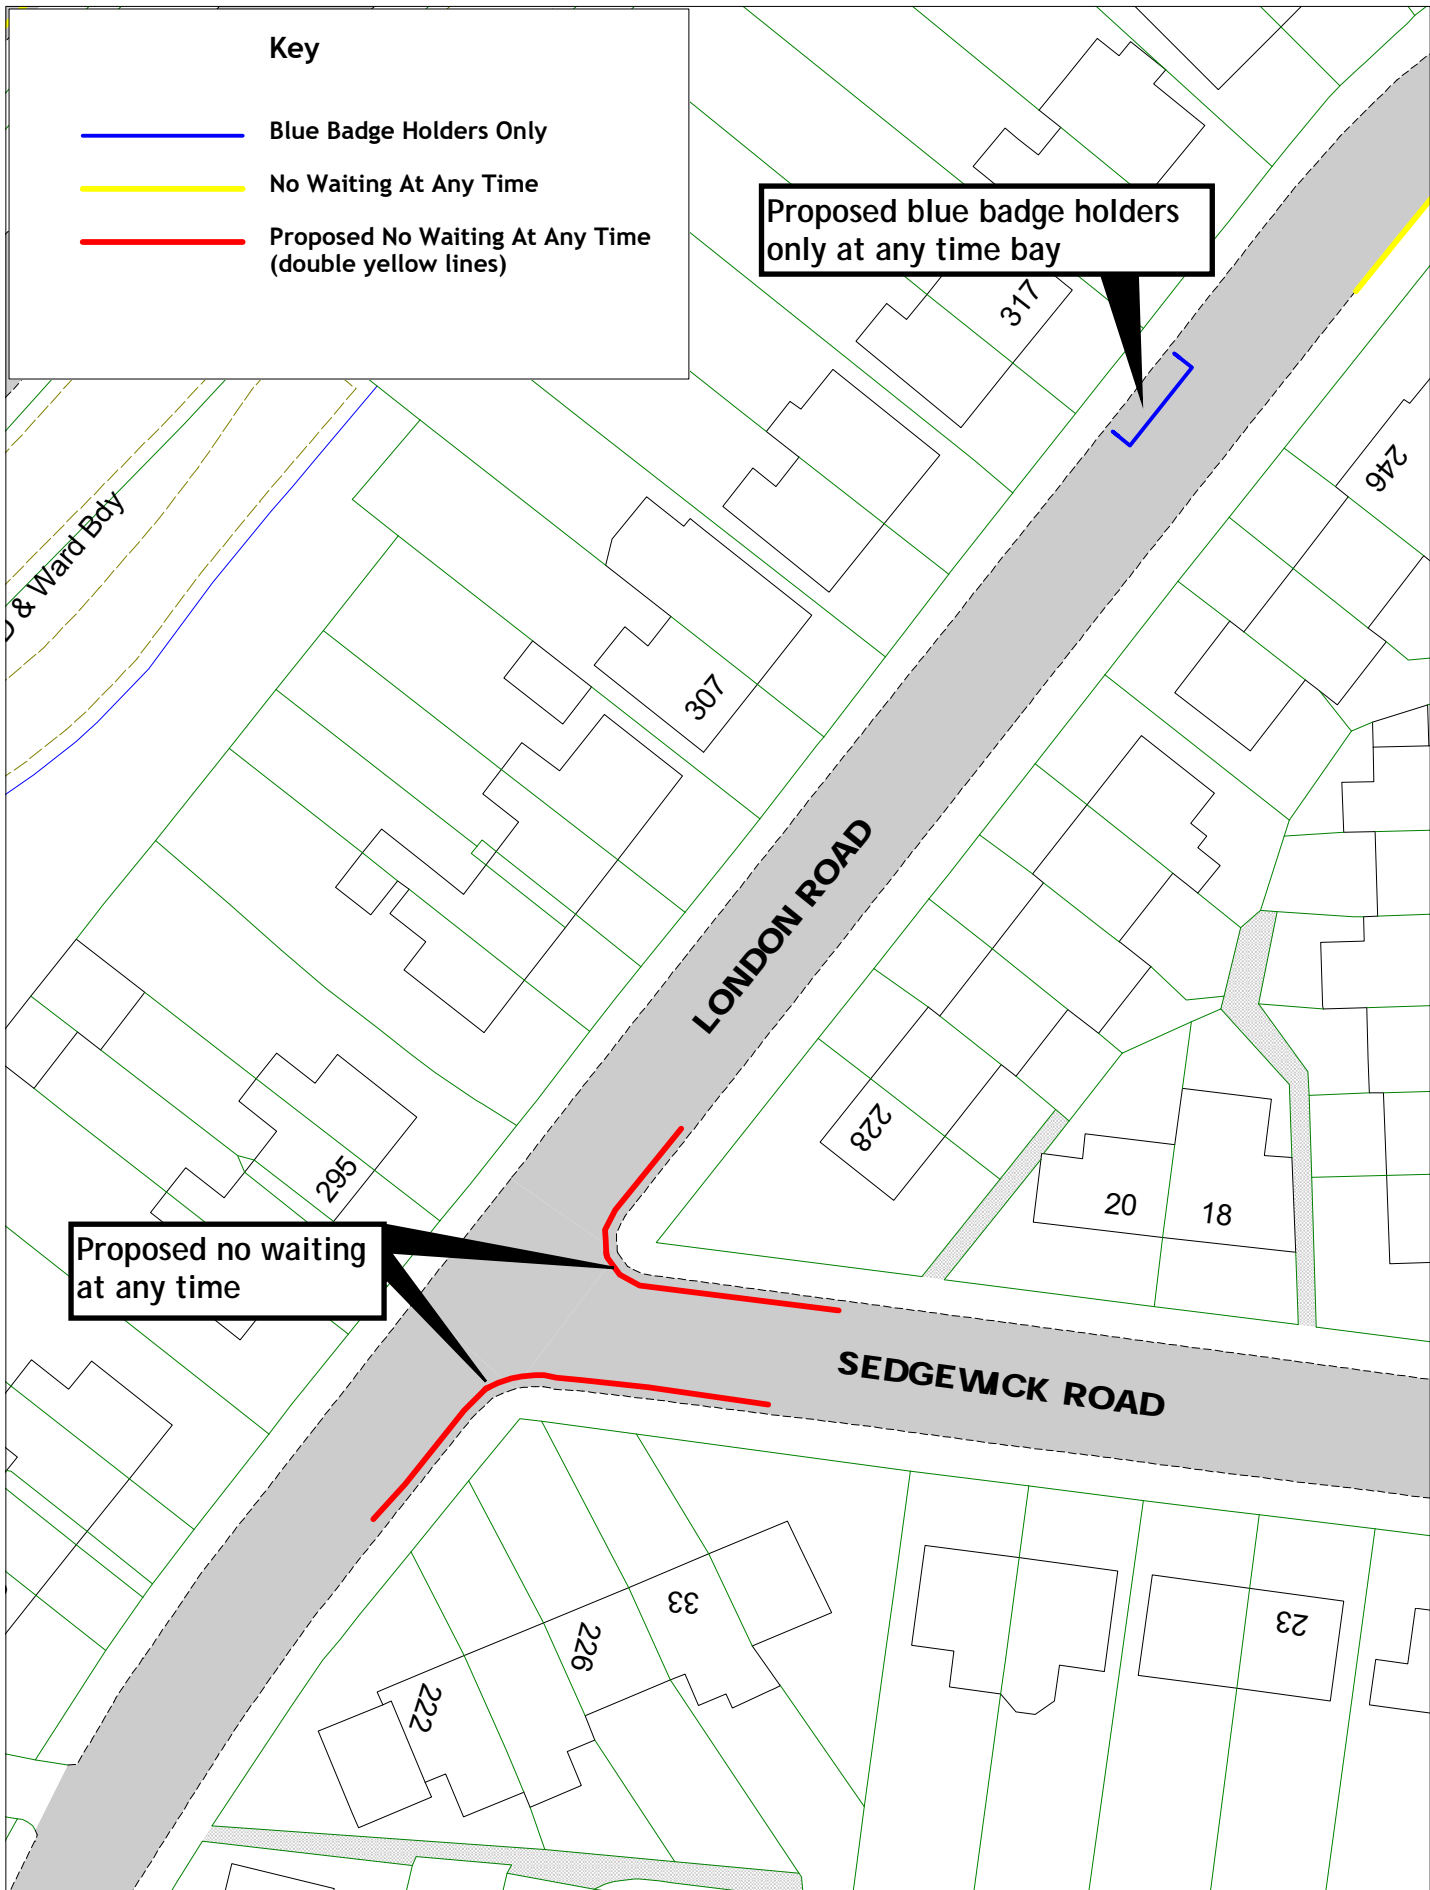 Key
Blue Badge Holders Only
No Waiting At Any Time
Proposed No Waiting At Any Time
(double yellow lines)
Proposed blue badge holders
only at any time bay
317
246
& Ward Bdy
307
LONDON ROAD
228
295
20
18
Proposed no waiting
at any time
SEDGEWICK ROAD
33
23
226
222